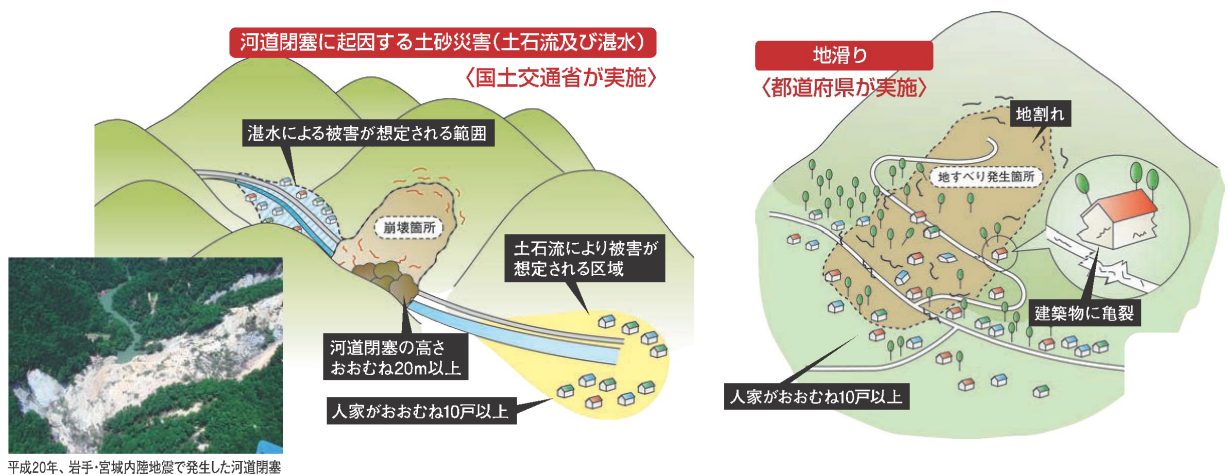 河道閉塞に起因する土砂災害(土石流及び湛水)
〈国土交通省が実施〉
湛水による被害が想定される範囲
崩壊箇所
土石流により被害が
想定される区域
河道閉塞の高さ
おおむね20m以上
人家がおおむね10戸以上
平成20年、岩手・宮城内陸地震で発生した河道閉塞
地滑り
〈都道府県が実施〉
地割れ
地すべり発生箇所
建築物に亀裂
人家がおおむね10戸以上